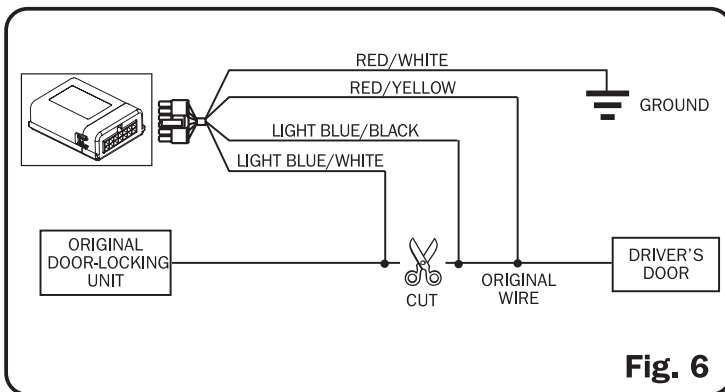 RED/WHITE
RED/YELLOW
GROUND
LIGHT BLUE/BLACK
LIGHT BLUE/WHITE
ORIGINAL
DOOR-LOCKING
UNIT
CUT
ORIGINAL
WIRE
DRIVER'S
DOOR
Fig. 6